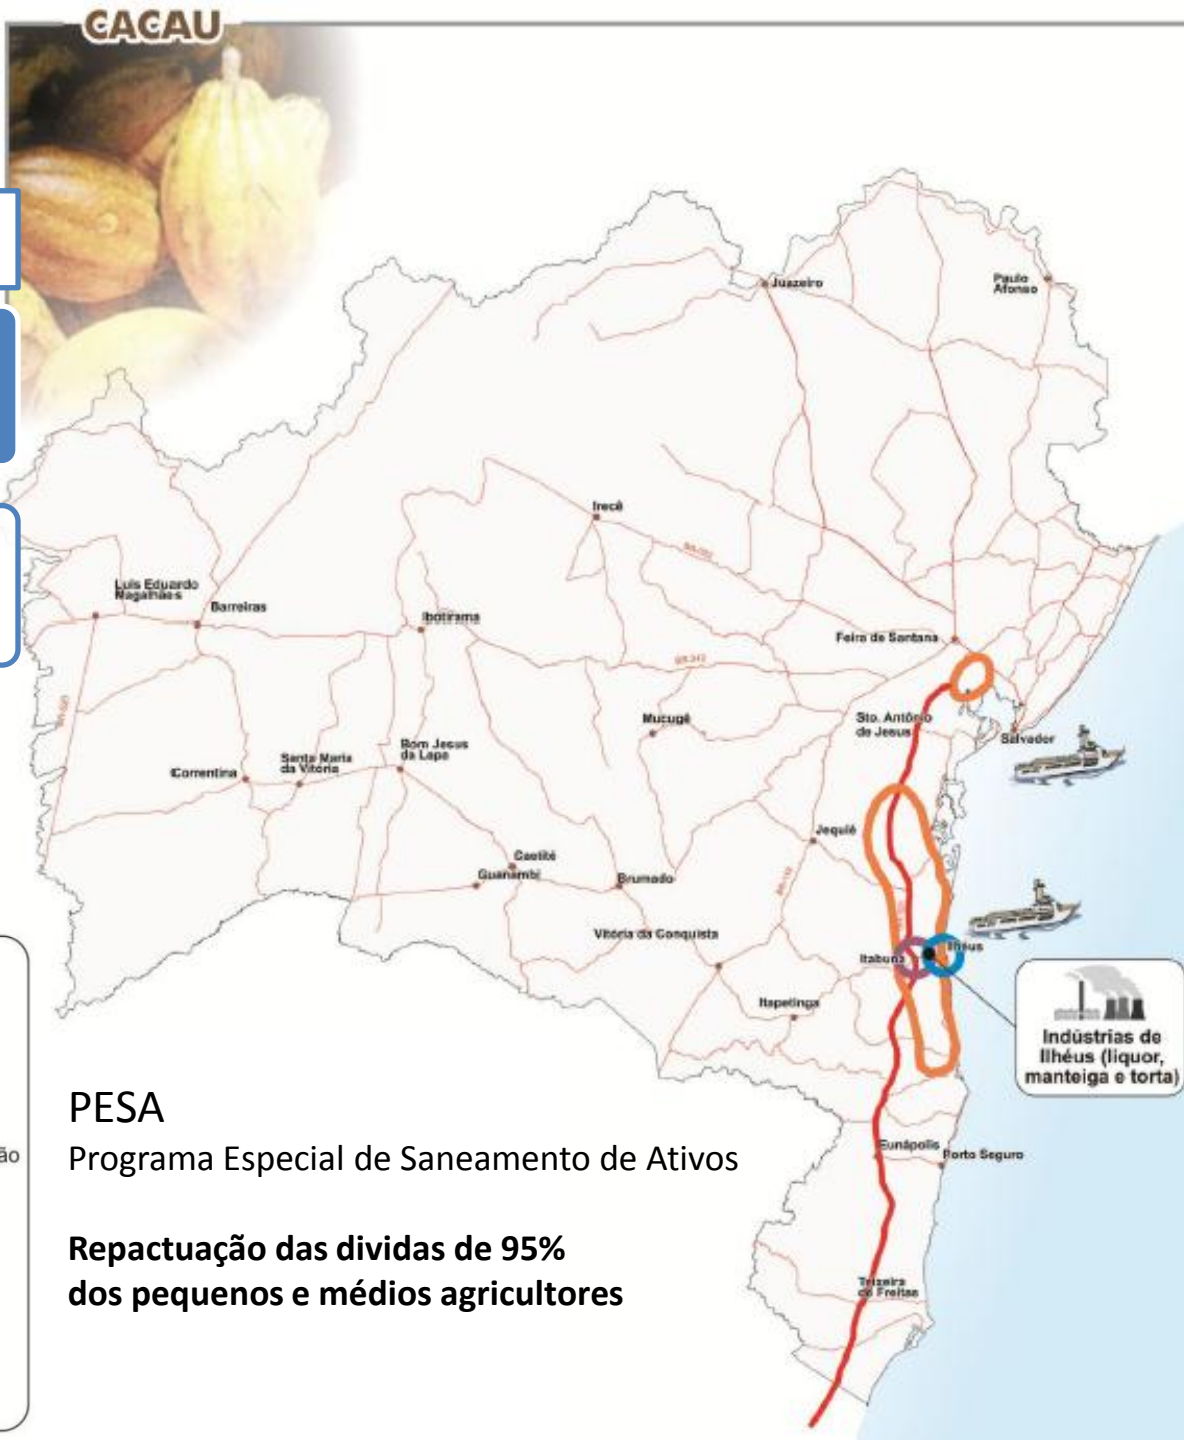 CACAU
Juazeiro
Paulo
Afonso
Irecê
Luis Eduardo
Magalhães
Barreiras
Ibotirama
Feira de Santana
BR-242
Mucugê
Sto. Antônio
de Jesus
Salvador
Correntina
Santa Maria
da Vitória
Bom Jesus
da Lapa
Jequié
Caetité
Guanambi
Brumado
Vitória da Conquista
Itabuna
Ilhéus
Itapetinga
Indústrias de
Ilhéus (liquor,
manteiga e torta)
PESA
ão
Programa Especial de Saneamento de Ativos
Eunápolis
Porto Seguro
Repactuação das dividas de 95%
dos pequenos e médios agricultores
Teixeira
de Freitas